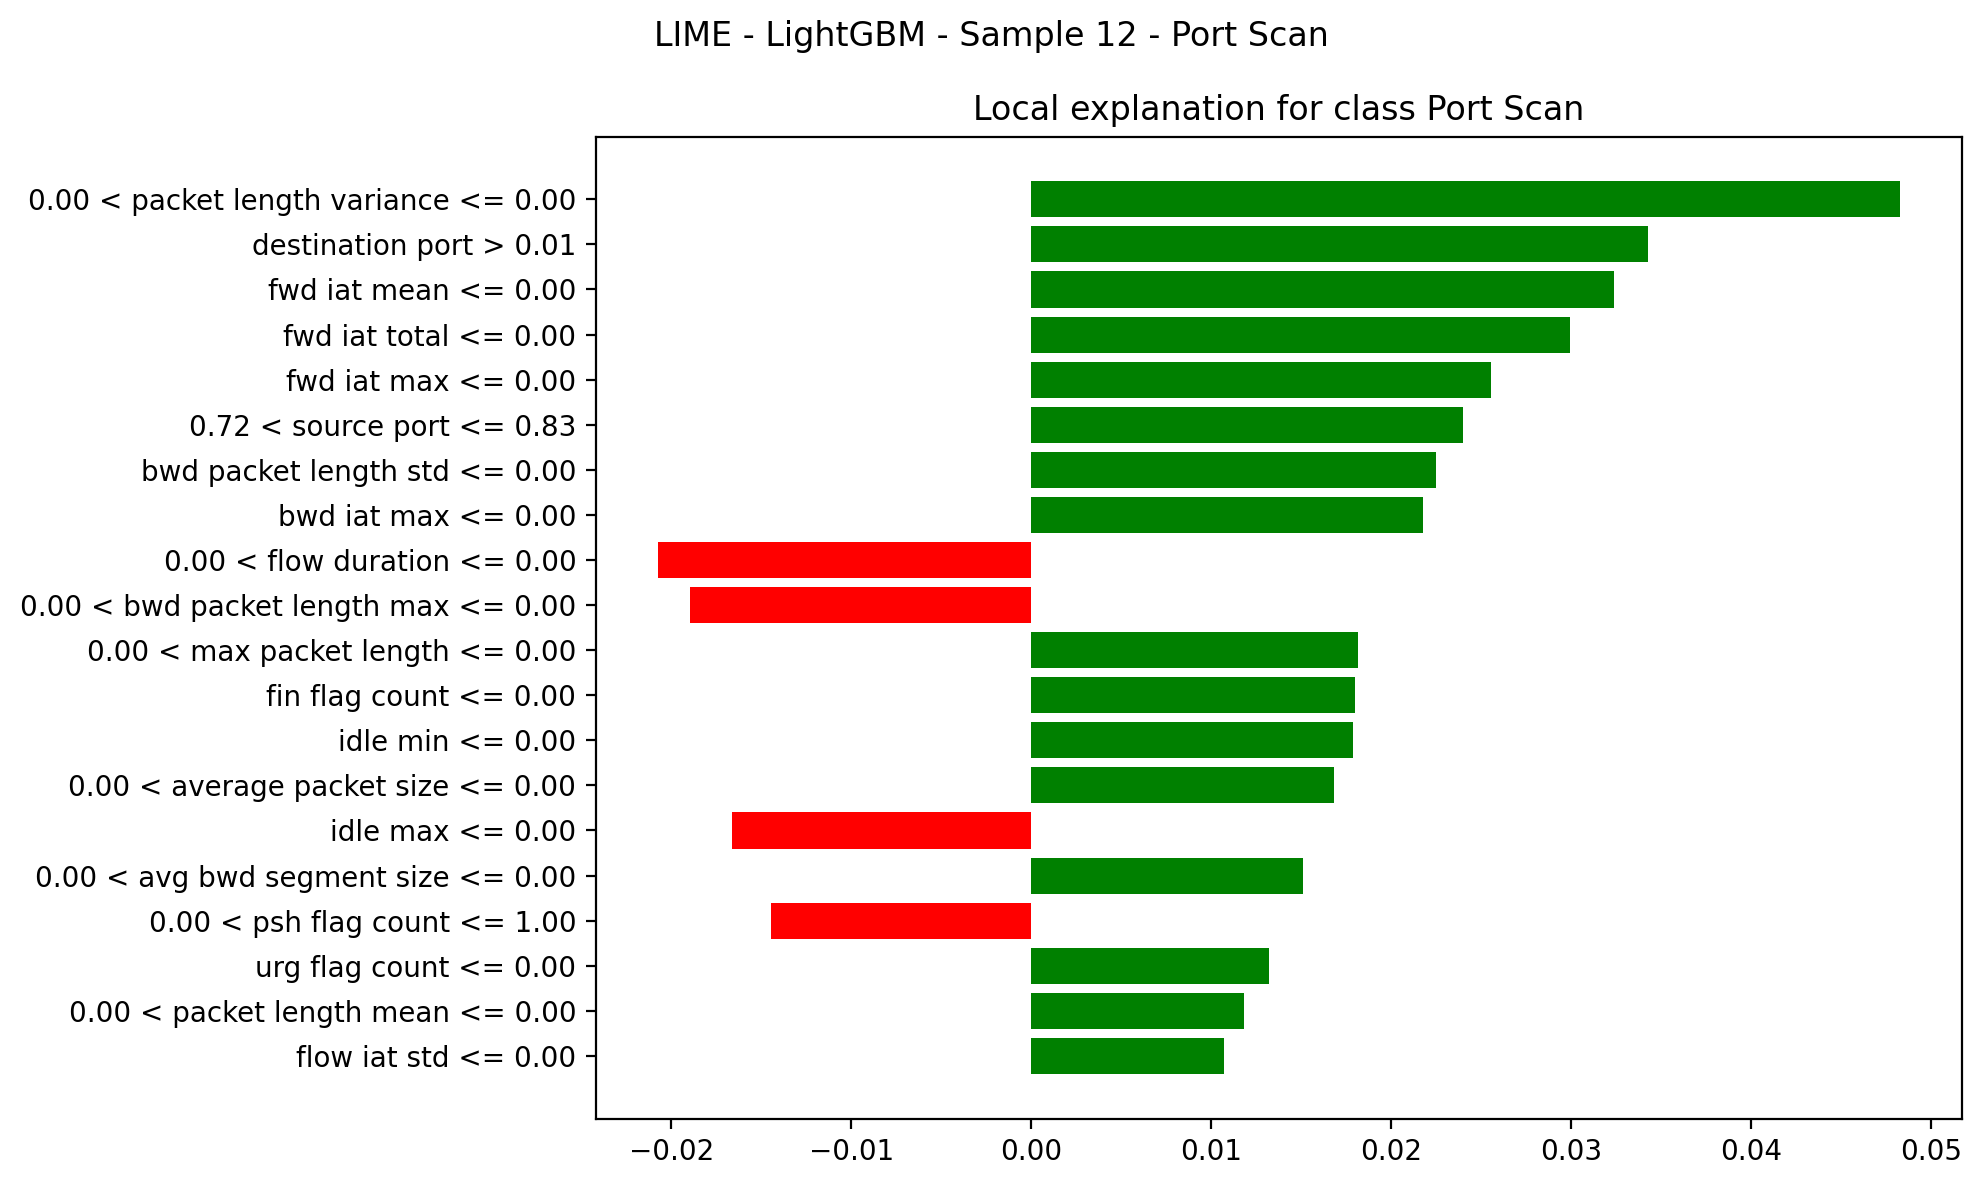 LIME - LightGBM - Sample 12 - Port Scan
Local explanation for class Port Scan
0.00 < packet length variance <= 0.00
destination port > 0.01
fwd iat mean <= 0.00
fwd iat total <= 0.00
fwd iat max <= 0.00
0.72 < source port <= 0.83
bwd packet length std <= 0.00
bwd iat max <= 0.00
0.00 < flow duration <= 0.00
0.00 < bwd packet length max <= 0.00
0.00 < max packet length <= 0.00
fin flag count <= 0.00
idle min <= 0.00
0.00 < average packet size <= 0.00
idle max <= 0.00
0.00 < avg bwd segment size <= 0.00
0.00 < psh flag count <= 1.00
urg flag count <= 0.00
0.00 < packet length mean <= 0.00
flow iat std <= 0.00
−0.02 −0.01 0.00 0.01 0.02 0.03 0.04 0.05